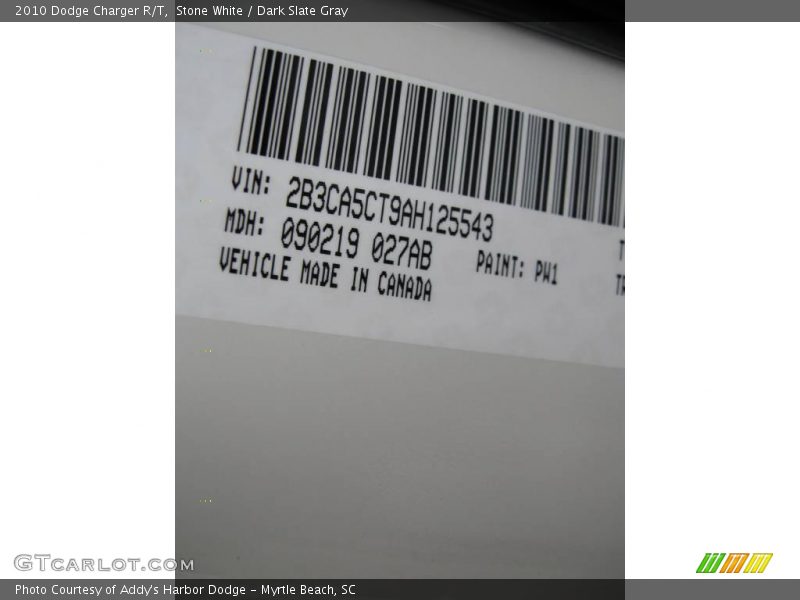 2010 Dodge Charger R/T, Stone White / Dark Slate Gray
VIN: 2B3CA5CT9AH125543
MDH: 090219 027AB
PAINT: PW1
VEHICLE MADE IN CANADA
GTCARLOT.COM
Photo Courtesy of Addy's Harbor Dodge - Myrtle Beach, SC